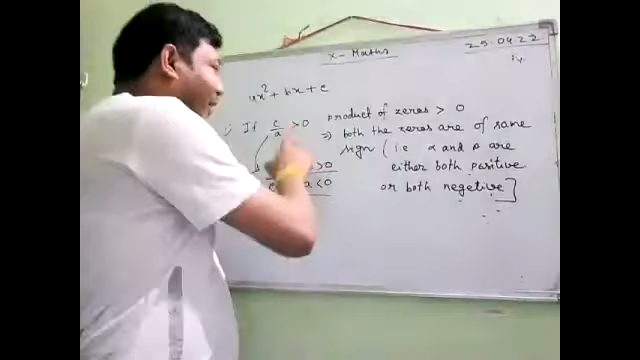 X - Maths
25.04.22
ax² + bx + c
If c/a > 0 product of zeros > 0
⇒ both the zeros are of same
sign ( ie α and β are
> 0 either both positive
a < 0 or both negetive ]